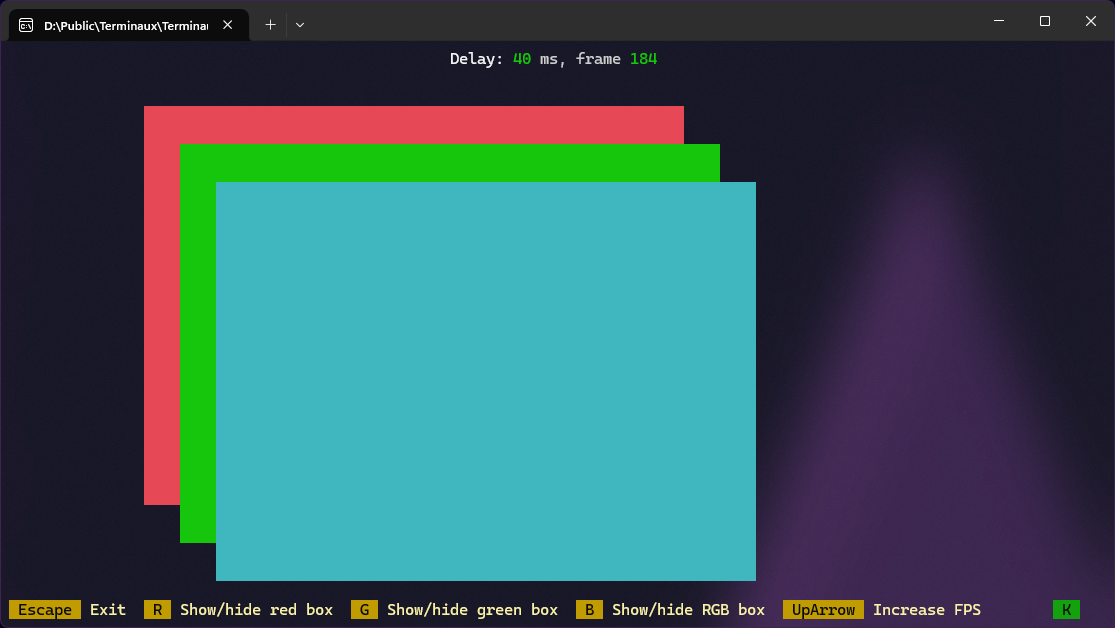 D:\Public\Terminaux\Termina
Delay: 40 ms, frame 184
Escape Exit R Show/hide red box G Show/hide green box B Show/hide RGB box UpArrow Increase FPS K